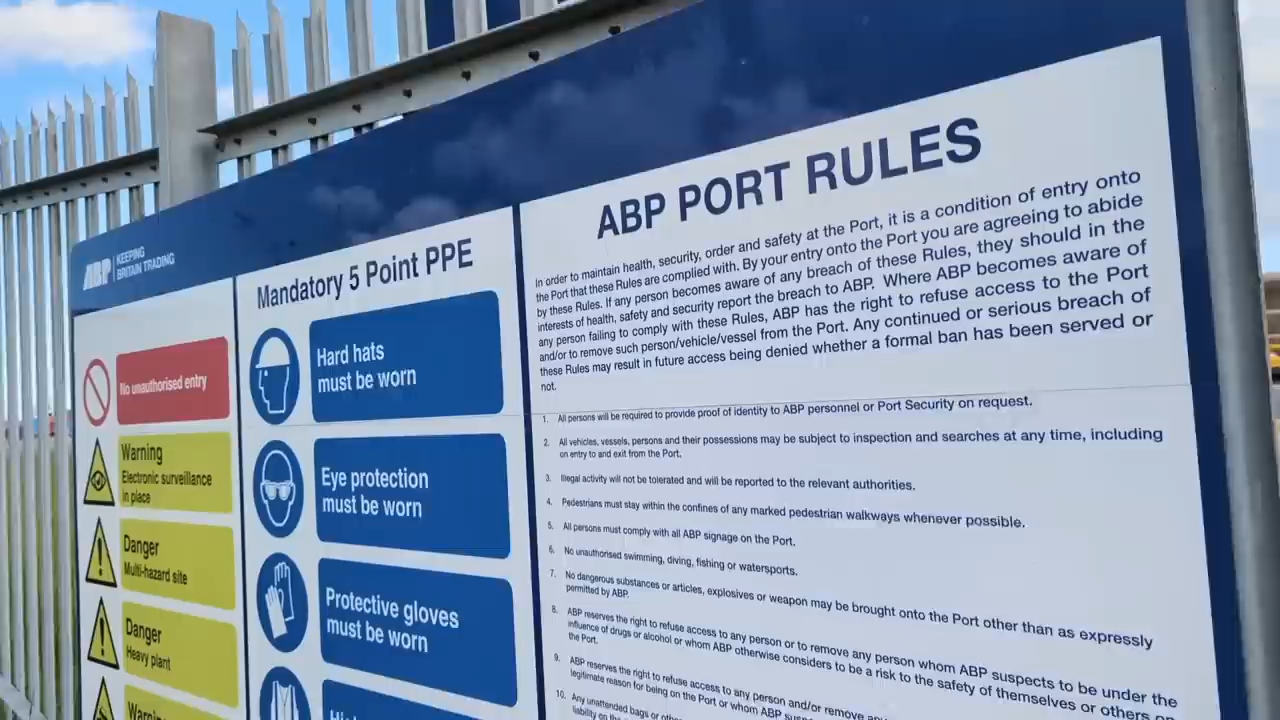 ABP
KEEPING
BRITAIN TRADING
No unauthorised entry
Warning
Electronic surveillance
in place
Danger
Multi-hazard site
Danger
Heavy plant
Warning
Mandatory 5 Point PPE
Hard hats
must be worn
Eye protection
must be worn
Protective gloves
must be worn
ABP PORT RULES
In order to maintain health, security, order and safety at the Port, it is a condition of entry onto
the Port that these Rules are complied with. By your entry onto the Port you are agreeing to abide
by these Rules. If any person becomes aware of any breach of these Rules, they should in the
interests of health, safety and security report the breach to ABP. Where ABP becomes aware of
any person failing to comply with these Rules, ABP has the right to refuse access to the Port
and/or to remove such person/vehicle/vessel from the Port. Any continued or serious breach of
these Rules may result in future access being denied whether a formal ban has been served or
not.
1. All persons will be required to provide proof of identity to ABP personnel or Port Security on request.
2. All vehicles, vessels, persons and their possessions may be subject to inspection and searches at any time, including
on entry to and exit from the Port.
3. Illegal activity will not be tolerated and will be reported to the relevant authorities.
4. Pedestrians must stay within the confines of any marked pedestrian walkways whenever possible.
5. All persons must comply with all ABP signage on the Port.
6. No unauthorised swimming, diving, fishing or watersports.
7. No dangerous substances or articles, explosives or weapon may be brought onto the Port other than as expressly
permitted by ABP.
8. ABP reserves the right to refuse access to any person or to remove any person whom ABP suspects to be under the
influence of drugs or alcohol or whom ABP otherwise considers to be a risk to the safety of themselves or others on
the Port.
9. ABP reserves the right to refuse access to any person and/or remove any
legitimate reason for being on the Port or whom ABP
10. Any unattended bags or
liability on the